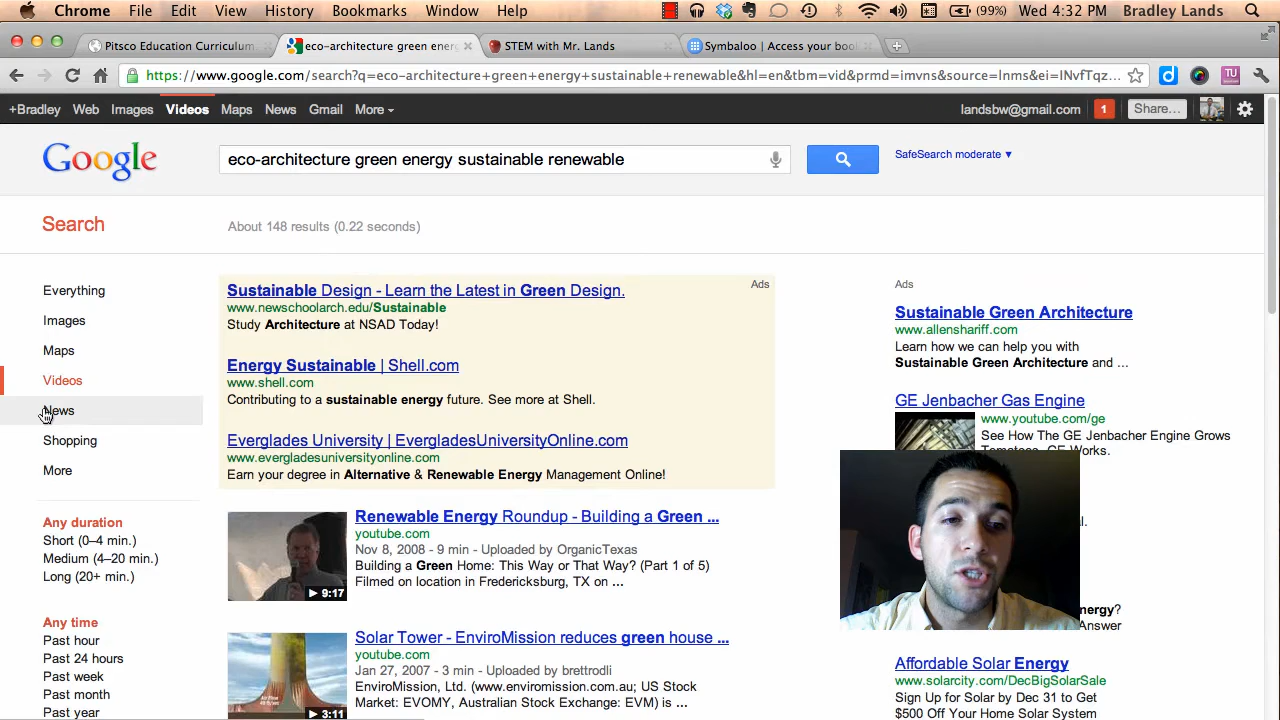 Chrome File Edit View History Bookmarks Window Help (99%) Wed 4:32 PM Bradley Lands
Pitsco Education Curriculum eco-architecture green energy STEM with Mr. Lands Symbaloo | Access your boo
https://www.google.com/search?q=eco-architecture+green+energy+sustainable+renewable&hl=en&tbm=vid&prmd=imvns&source=lnms&ei=INvfTqz...
+Bradley Web Images Videos Maps News Gmail More landsbw@gmail.com 1 Share...
Google eco-architecture green energy sustainable renewable SafeSearch moderate
Search About 148 results (0.22 seconds)
Everything
Images
Maps
Videos
News
Shopping
More
Any duration
Short (0–4 min.)
Medium (4–20 min.)
Long (20+ min.)
Any time
Past hour
Past 24 hours
Past week
Past month
Past year
Ads
Sustainable Design - Learn the Latest in Green Design.
www.newschoolarch.edu/Sustainable
Study Architecture at NSAD Today!
Energy Sustainable | Shell.com
www.shell.com
Contributing to a sustainable energy future. See more at Shell.
Everglades University | EvergladesUniversityOnline.com
www.evergladesuniversityonline.com
Earn your degree in Alternative & Renewable Energy Management Online!
Renewable Energy Roundup - Building a Green ...
youtube.com
Nov 8, 2008 - 9 min - Uploaded by OrganicTexas
Building a Green Home: This Way or That Way? (Part 1 of 5)
Filmed on location in Fredericksburg, TX on ...
9:17
Solar Tower - EnviroMission reduces green house ...
youtube.com
Jan 27, 2007 - 3 min - Uploaded by brettrodli
EnviroMission, Ltd. (www.enviromission.com.au; US Stock
Market: EVOMY, Australian Stock Exchange: EVM) is ...
3:11
Ads
Sustainable Green Architecture
www.allenshariff.com
Learn how we can help you with
Sustainable Green Architecture and ...
GE Jenbacher Gas Engine
www.youtube.com/ge
See How The GE Jenbacher Engine Grows
Tomatoes. GE Works.
Answer
Affordable Solar Energy
www.solarcity.com/DecBigSolarSale
Sign Up for Solar by Dec 31 to Get
$500 Off Your Home Solar System